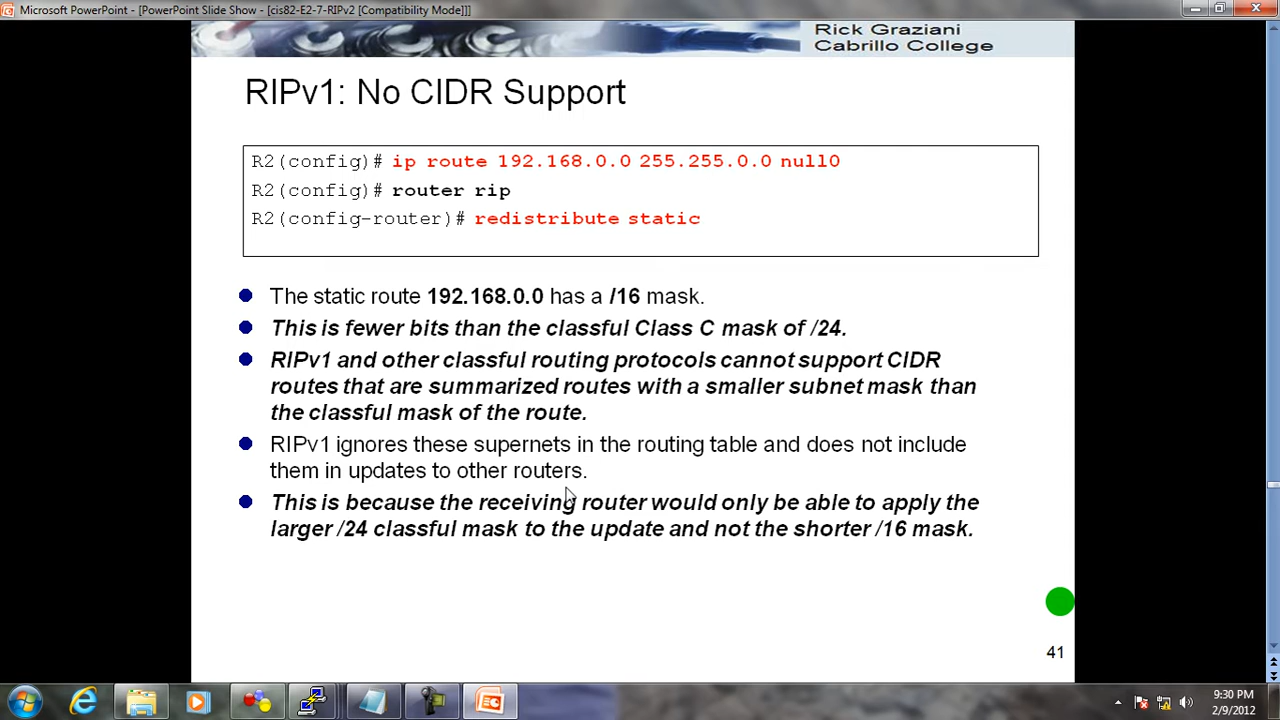 Microsoft PowerPoint - [PowerPoint Slide Show - [cis82-E2-7-RIPv2 [Compatibility Mode]]]
Rick Graziani
Cabrillo College
RIPv1: No CIDR Support
R2(config)# ip route 192.168.0.0 255.255.0.0 null0
R2(config)# router rip
R2(config-router)# redistribute static
The static route 192.168.0.0 has a /16 mask.
This is fewer bits than the classful Class C mask of /24.
RIPv1 and other classful routing protocols cannot support CIDR
routes that are summarized routes with a smaller subnet mask than
the classful mask of the route.
RIPv1 ignores these supernets in the routing table and does not include
them in updates to other routers.
This is because the receiving router would only be able to apply the
larger /24 classful mask to the update and not the shorter /16 mask.
41
9:30 PM
2/9/2012